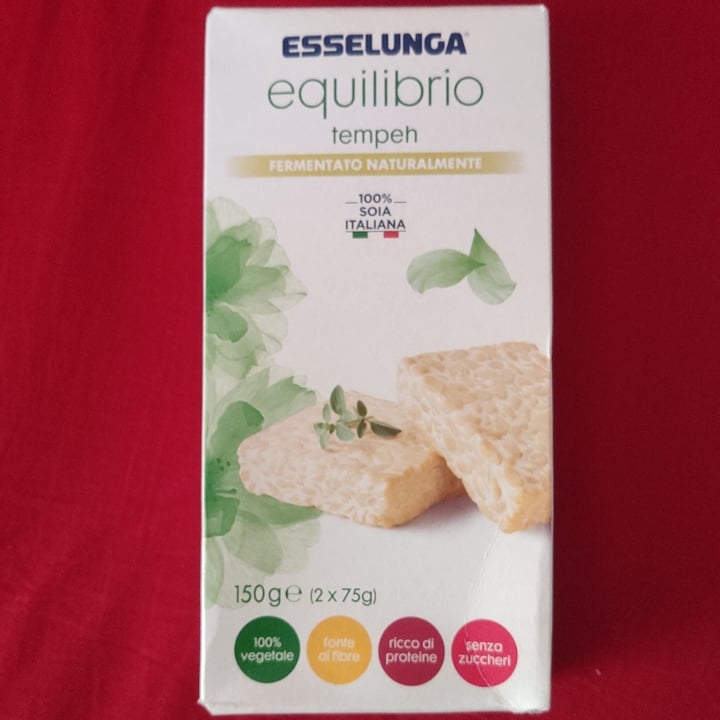 ESSELUNGA
equilibrio
tempeh
FERMENTATO NATURALMENTE
100%
SOIA
ITALIANA
150g℮ (2 x 75g)
100%
vegetale
fonte
di fibre
ricco di
proteine
senza
zuccheri